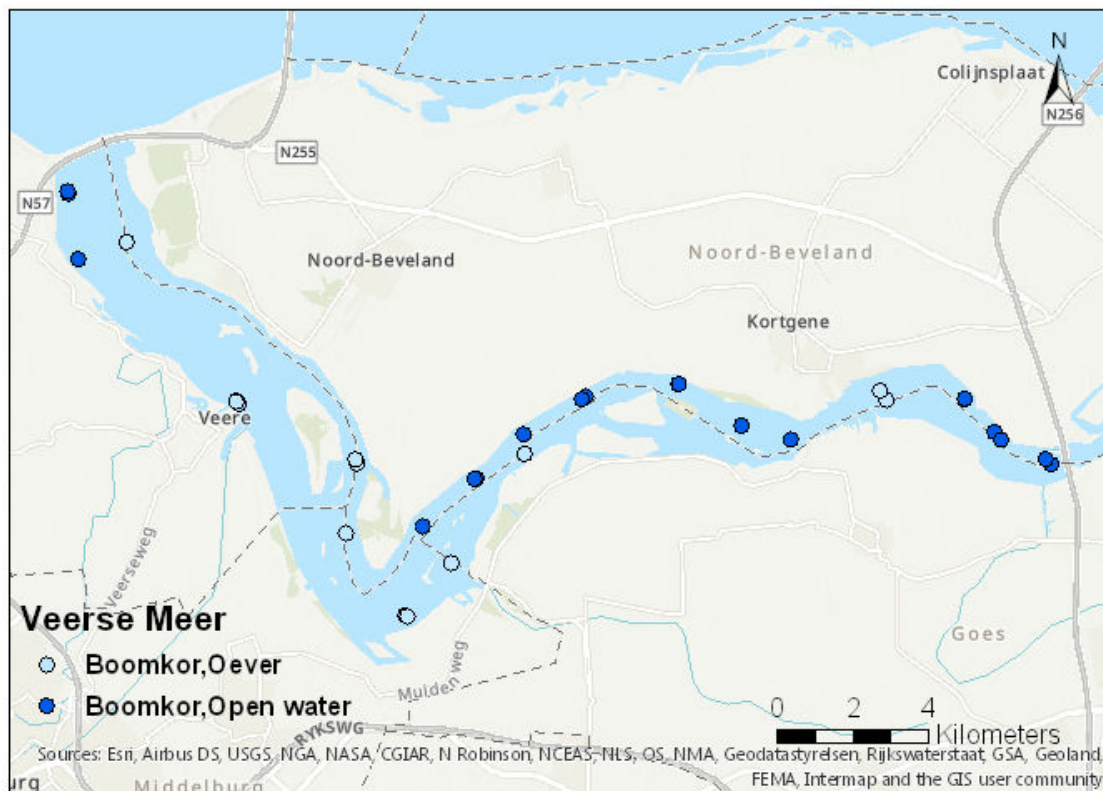 N
Colijnsplaat
N256
N255
N57
Noord-Beveland
Noord-Beveland
Kortgene
Veere
Veerseweg
Veerse Meer
Boomkor,Oever
Boomkor,Open water
Goes
Muiden weg
0 2 4
Kilometers
RYKSWG
Sources: Esri, Airbus DS, USGS, NGA, NASA, CGIAR, N Robinson, NCEAS, NLS, OS, NMA, Geodatastyrelsen, Rijkswaterstaat, GSA, Geoland,
FEMA, Intermap and the GIS user community
urg
Middelburg